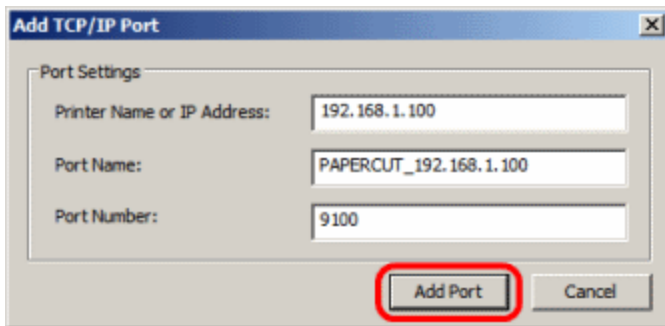 Add TCP/IP Port
Port Settings
Printer Name or IP Address: 192.168.1.100
Port Name: PAPERCUT_192.168.1.100
Port Number: 9100
Add Port Cancel